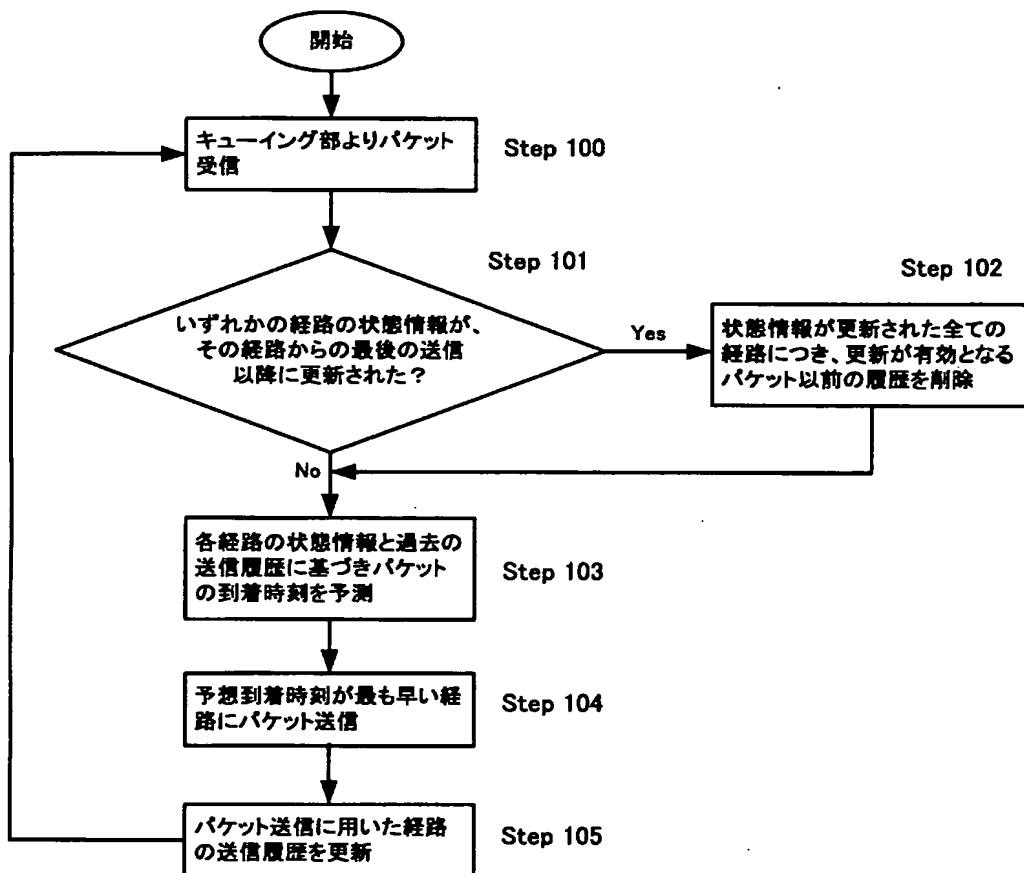 開始
キューイング部よりパケット
受信
Step 100
Step 101
いずれかの経路の状態情報が、
その経路からの最後の送信
以降に更新された?
Yes
Step 102
状態情報が更新された全ての
経路につき、更新が有効となる
パケット以前の履歴を削除
No
各経路の状態情報と過去の
送信履歴に基づきパケット
の到着時刻を予測
Step 103
予想到着時刻が最も早い経
路にパケット送信
Step 104
パケット送信に用いた経路
の送信履歴を更新
Step 105